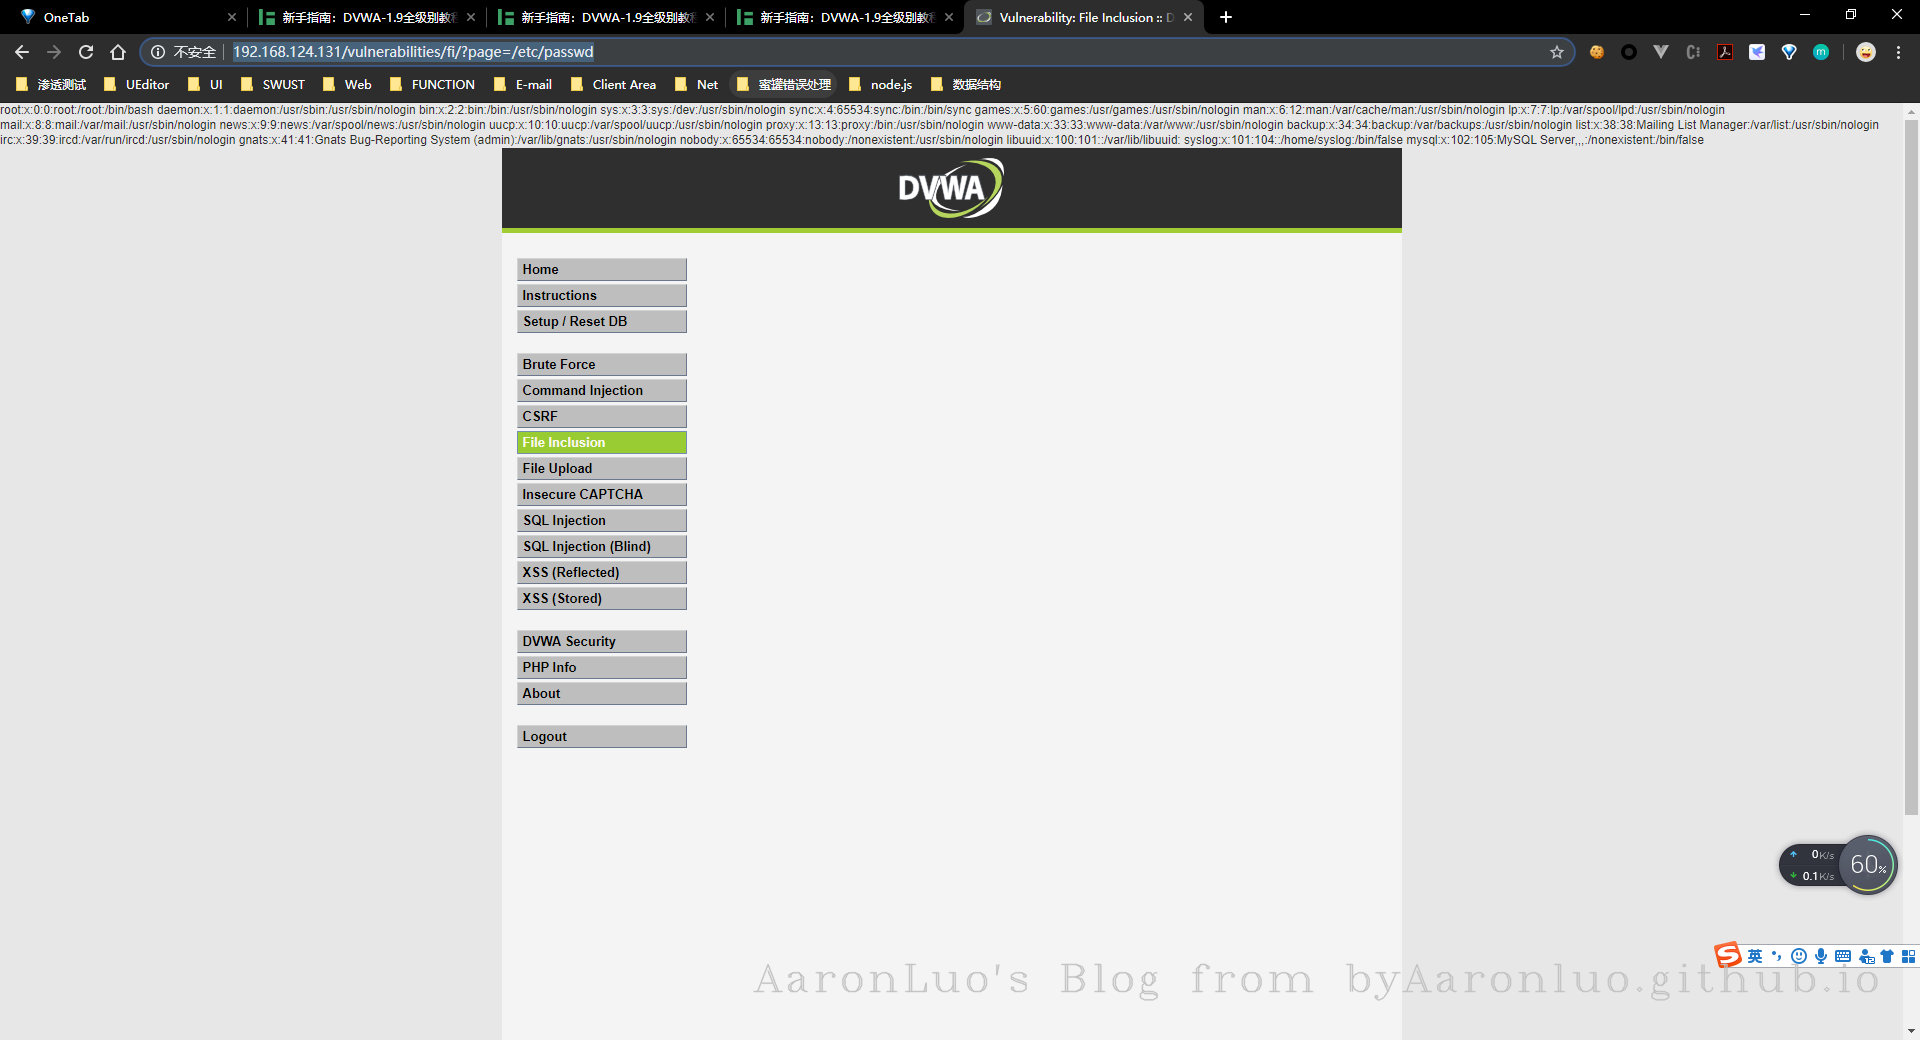 OneTab
新手指南：DVWA-1.9全级别教程
新手指南：DVWA-1.9全级别教
新手指南：DVWA-1.9全级别教程
Vulnerability: File Inclusion :: D
不安全 192.168.124.131/vulnerabilities/fi/?page=/etc/passwd
渗透测试 UEditor UI SWUST Web FUNCTION E-mail Client Area Net 蜜罐错误处理 node.js 数据结构
root:x:0:0:root:/root:/bin/bash daemon:x:1:1:daemon:/usr/sbin:/usr/sbin/nologin bin:x:2:2:bin:/bin:/usr/sbin/nologin sys:x:3:3:sys:/dev:/usr/sbin/nologin sync:x:4:65534:sync:/bin:/bin/sync games:x:5:60:games:/usr/games:/usr/sbin/nologin man:x:6:12:man:/var/cache/man:/usr/sbin/nologin lp:x:7:7:lp:/var/spool/lpd:/usr/sbin/nologin
mail:x:8:8:mail:/var/mail:/usr/sbin/nologin news:x:9:9:news:/var/spool/news:/usr/sbin/nologin uucp:x:10:10:uucp:/var/spool/uucp:/usr/sbin/nologin proxy:x:13:13:proxy:/bin:/usr/sbin/nologin www-data:x:33:33:www-data:/var/www:/usr/sbin/nologin backup:x:34:34:backup:/var/backups:/usr/sbin/nologin list:x:38:38:Mailing List Manager:/var/list:/usr/sbin/nologin
irc:x:39:39:ircd:/var/run/ircd:/usr/sbin/nologin gnats:x:41:41:Gnats Bug-Reporting System (admin):/var/lib/gnats:/usr/sbin/nologin nobody:x:65534:65534:nobody:/nonexistent:/usr/sbin/nologin libuuid:x:100:101::/var/lib/libuuid: syslog:x:101:104::/home/syslog:/bin/false mysql:x:102:105:MySQL Server,,,:/nonexistent:/bin/false
DVWA
Home
Instructions
Setup / Reset DB
Brute Force
Command Injection
CSRF
File Inclusion
File Upload
Insecure CAPTCHA
SQL Injection
SQL Injection (Blind)
XSS (Reflected)
XSS (Stored)
DVWA Security
PHP Info
About
Logout
0K/s
0.1K/s
60%
英
AaronLuo's Blog from byAaronluo.github.io